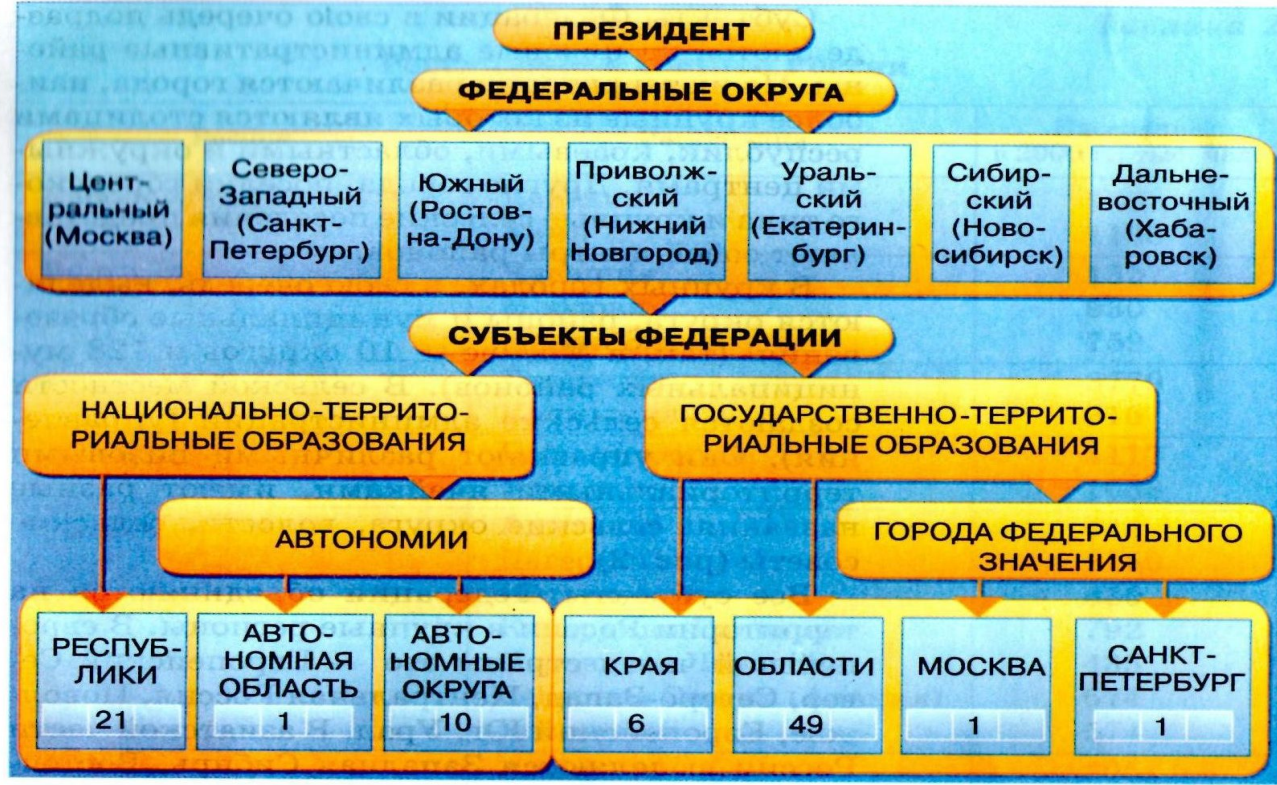 ПРЕЗИДЕНТ
ФЕДЕРАЛЬНЫЕ ОКРУГА
Цент-
ральный
(Москва)
Северо-
Западный
(Санкт-
Петербург)
Южный
(Ростов-
на-Дону)
Приволж-
ский
(Нижний
Новгород)
Ураль-
ский
(Екатерин-
бург)
Сибир-
ский
(Ново-
сибирск)
Дальне-
восточный
(Хаба-
ровск)
СУБЪЕКТЫ ФЕДЕРАЦИИ
НАЦИОНАЛЬНО-ТЕРРИТО-
РИАЛЬНЫЕ ОБРАЗОВАНИЯ
ГОСУДАРСТВЕННО-ТЕРРИТО-
РИАЛЬНЫЕ ОБРАЗОВАНИЯ
АВТОНОМИИ
ГОРОДА ФЕДЕРАЛЬНОГО
ЗНАЧЕНИЯ
РЕСПУБ-
ЛИКИ
21
АВТО-
НОМНАЯ
ОБЛАСТЬ
1
АВТО-
НОМНЫЕ
ОКРУГА
10
КРАЯ
6
ОБЛАСТИ
49
МОСКВА
1
САНКТ-
ПЕТЕРБУРГ
1